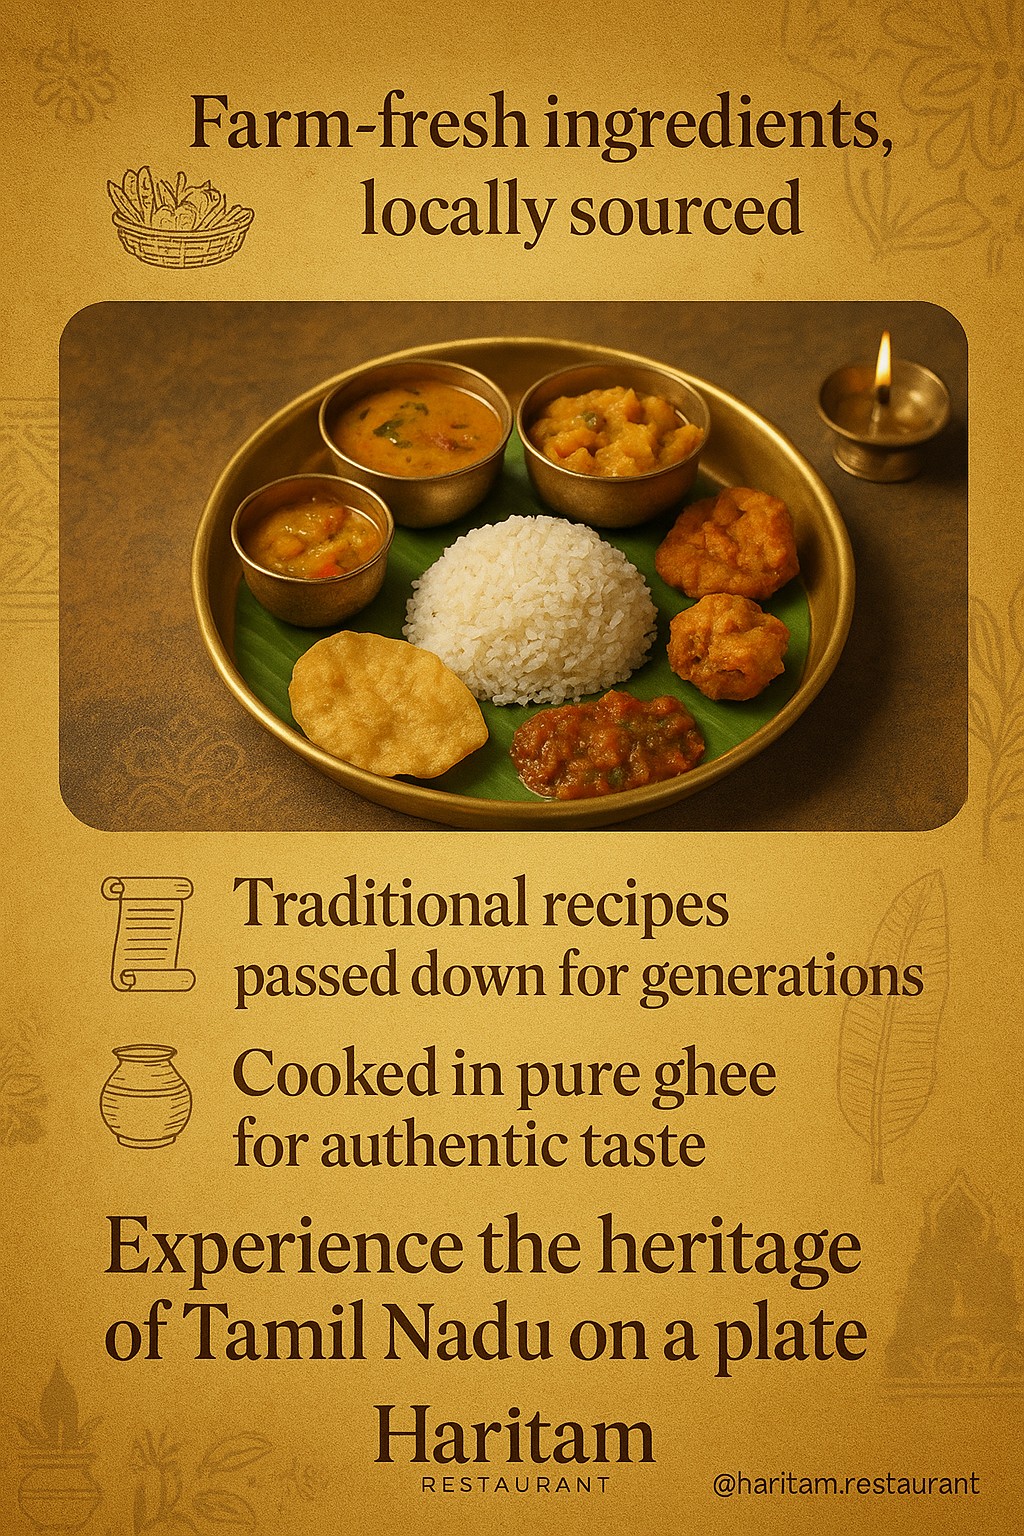 Farm-fresh ingredients,
locally sourced
Traditional recipes
passed down for generations
Cooked in pure ghee
for authentic taste
Experience the heritage
of Tamil Nadu on a plate
Haritam
RESTAURANT
@haritam.restaurant